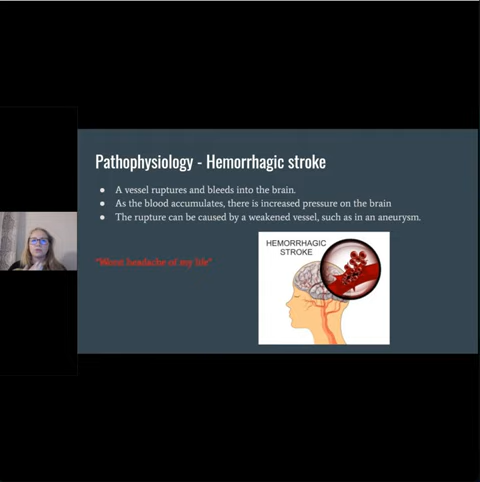 Pathophysiology - Hemorrhagic stroke
● A vessel ruptures and bleeds into the brain.
● As the blood accumulates, there is increased pressure on the brain
● The rupture can be caused by a weakened vessel, such as in an aneurysm.
"Worst headache of my life"
HEMORRHAGIC
STROKE